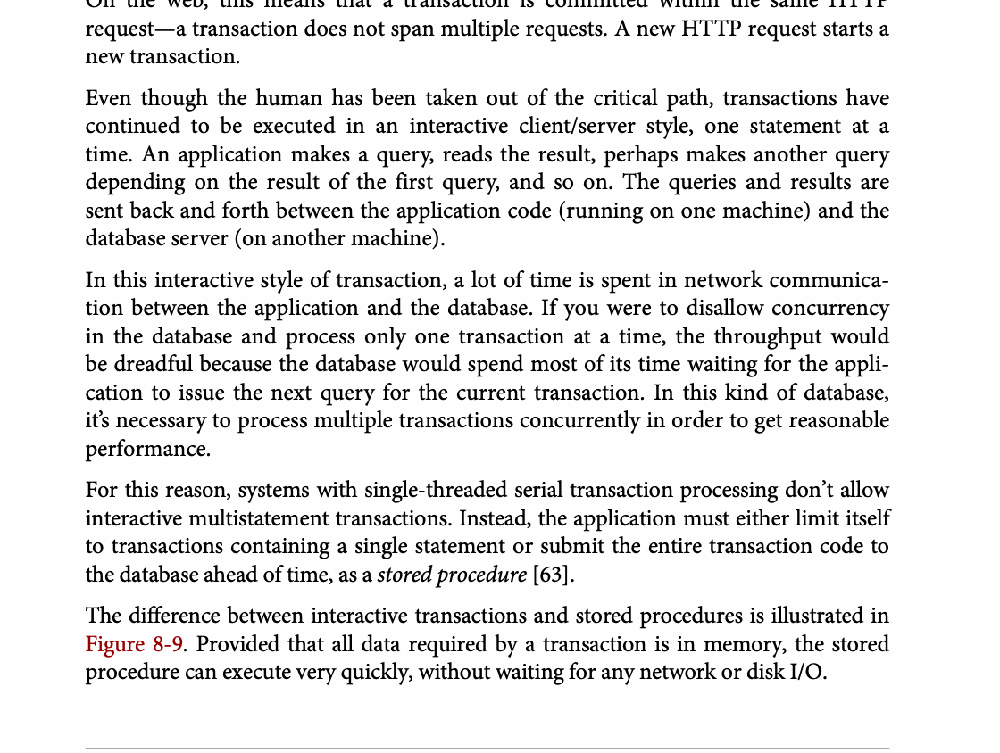 On the web, this means that a transaction is committed within the same HTTP
request—a transaction does not span multiple requests. A new HTTP request starts a
new transaction.
Even though the human has been taken out of the critical path, transactions have
continued to be executed in an interactive client/server style, one statement at a
time. An application makes a query, reads the result, perhaps makes another query
depending on the result of the first query, and so on. The queries and results are
sent back and forth between the application code (running on one machine) and the
database server (on another machine).
In this interactive style of transaction, a lot of time is spent in network communica-
tion between the application and the database. If you were to disallow concurrency
in the database and process only one transaction at a time, the throughput would
be dreadful because the database would spend most of its time waiting for the appli-
cation to issue the next query for the current transaction. In this kind of database,
it’s necessary to process multiple transactions concurrently in order to get reasonable
performance.
For this reason, systems with single-threaded serial transaction processing don’t allow
interactive multistatement transactions. Instead, the application must either limit itself
to transactions containing a single statement or submit the entire transaction code to
the database ahead of time, as a stored procedure [63].
The difference between interactive transactions and stored procedures is illustrated in
Figure 8-9. Provided that all data required by a transaction is in memory, the stored
procedure can execute very quickly, without waiting for any network or disk I/O.